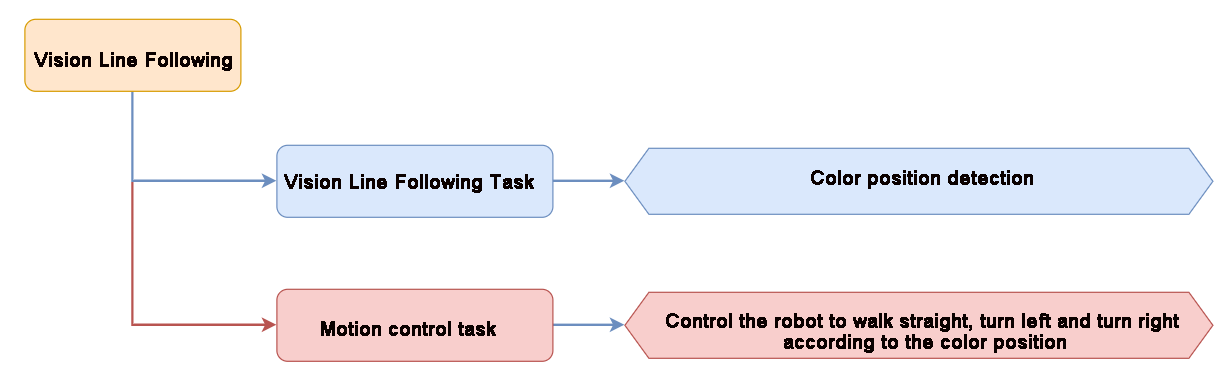 Vision Line Following
Vision Line Following Task
Color position detection
Motion control task
Control the robot to walk straight, turn left and turn right
according to the color position